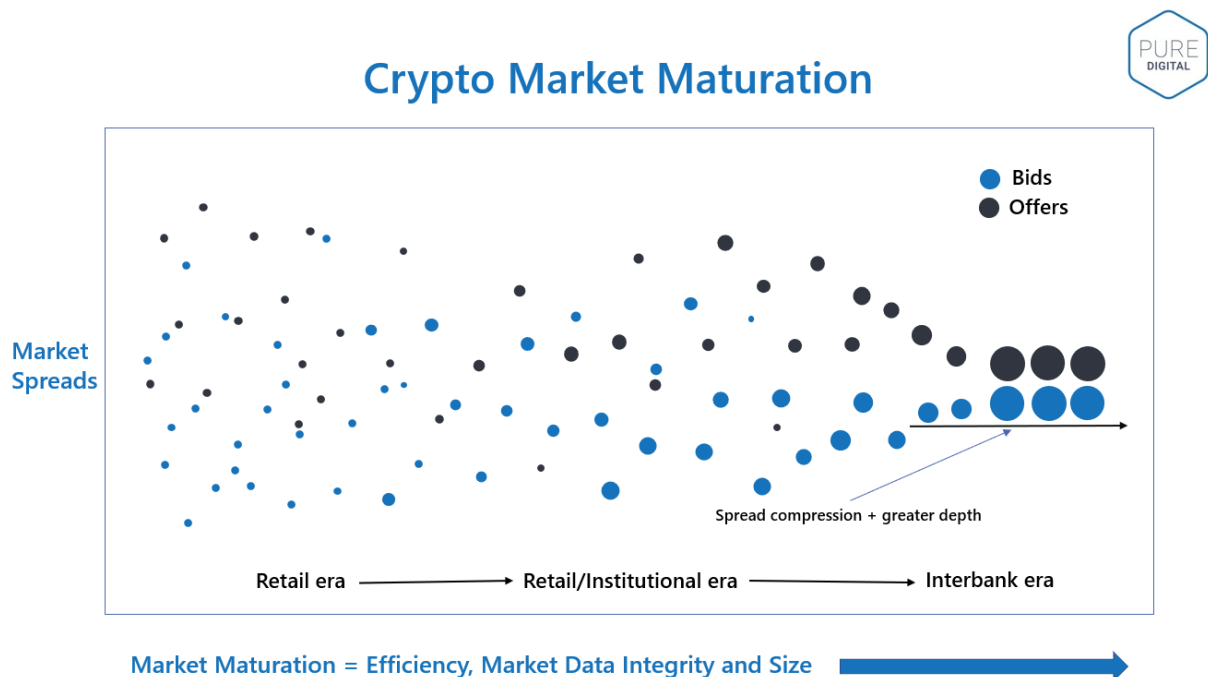 PURE
DIGITAL
Crypto Market Maturation
Bids
Offers
Market
Spreads
Spread compression + greater depth
Retail era
Retail/Institutional era
Interbank era
Market Maturation = Efficiency, Market Data Integrity and Size